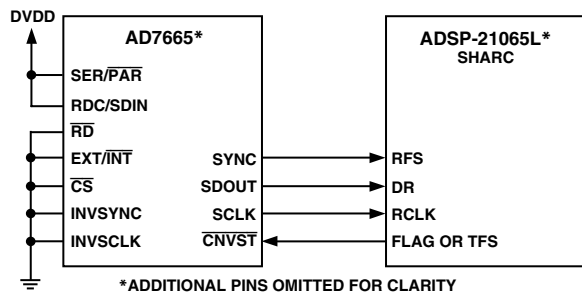 DVDD
AD7665*
SER/PAR
RDC/SDIN
RD
EXT/INT
CS
INVSYNC
INVSCLK
SYNC
SDOUT
SCLK
CNVST
ADSP-21065L*
SHARC
RFS
DR
RCLK
FLAG OR TFS
*ADDITIONAL PINS OMITTED FOR CLARITY